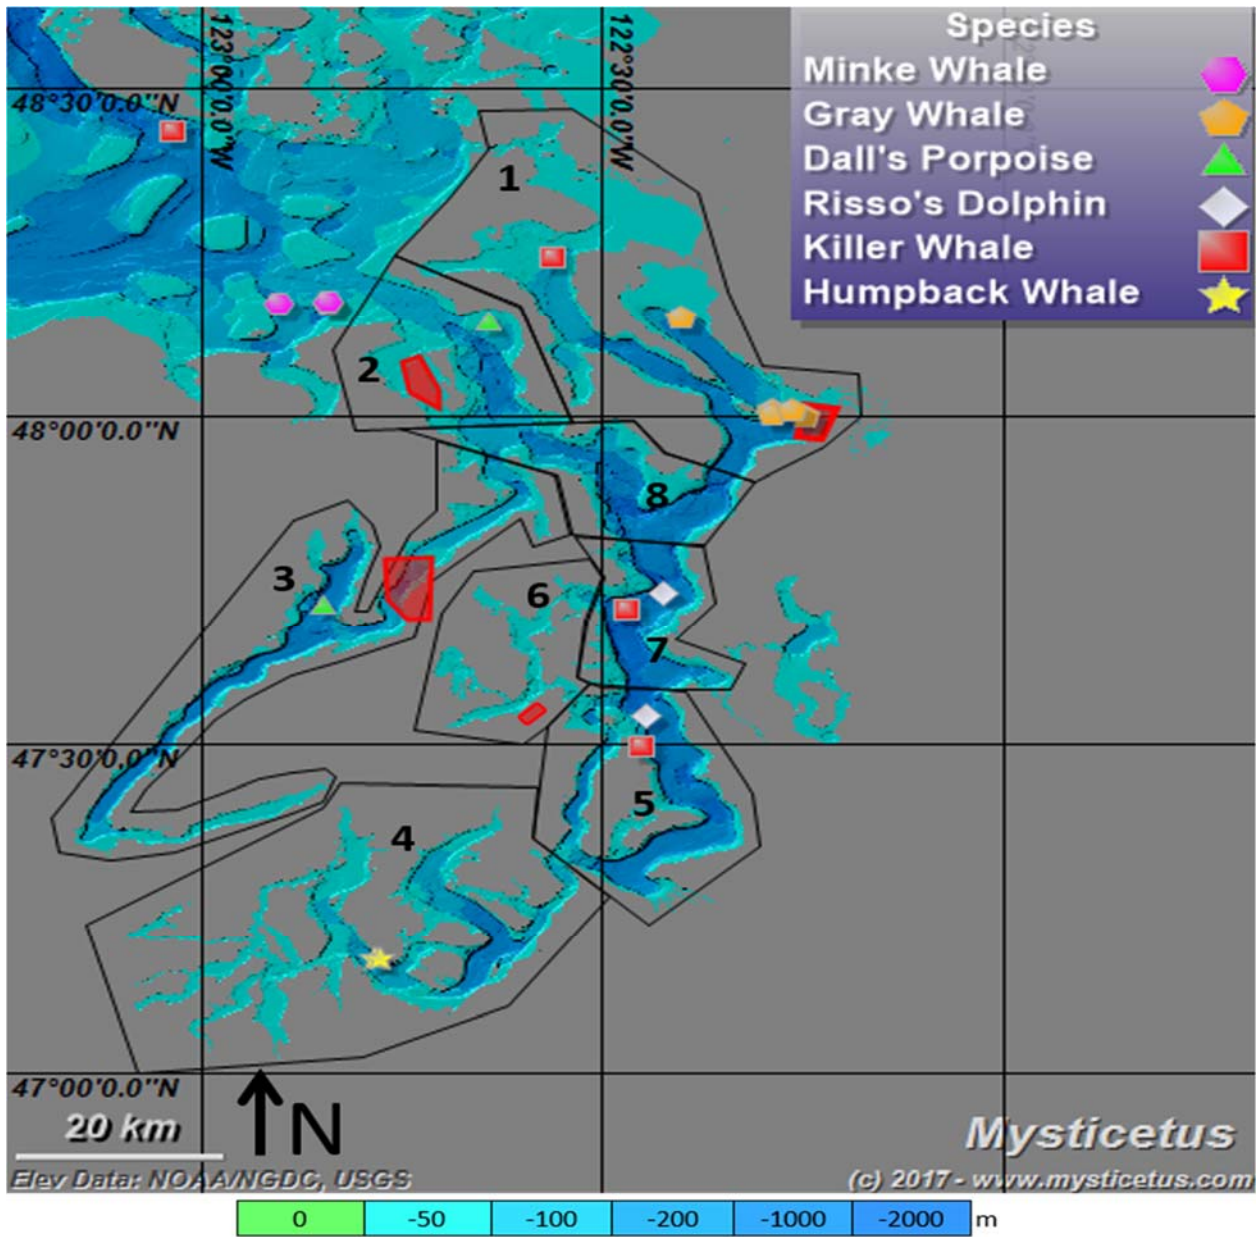 Species
Minke Whale
Gray Whale
Dall's Porpoise
Risso's Dolphin
Killer Whale
Humpback Whale
123°00'0.0"W
122°30'0.0"W
48°30'0.0"N
1
2
48°00'0.0"N
8
3
6
7
47°30'0.0"N
5
4
47°00'0.0"N
N
20 km
Mysticetus
Elev Data: NOAA/NGDC, USGS
(c) 2017 - www.mysticetus.com
0 -50 -100 -200 -1000 -2000 m